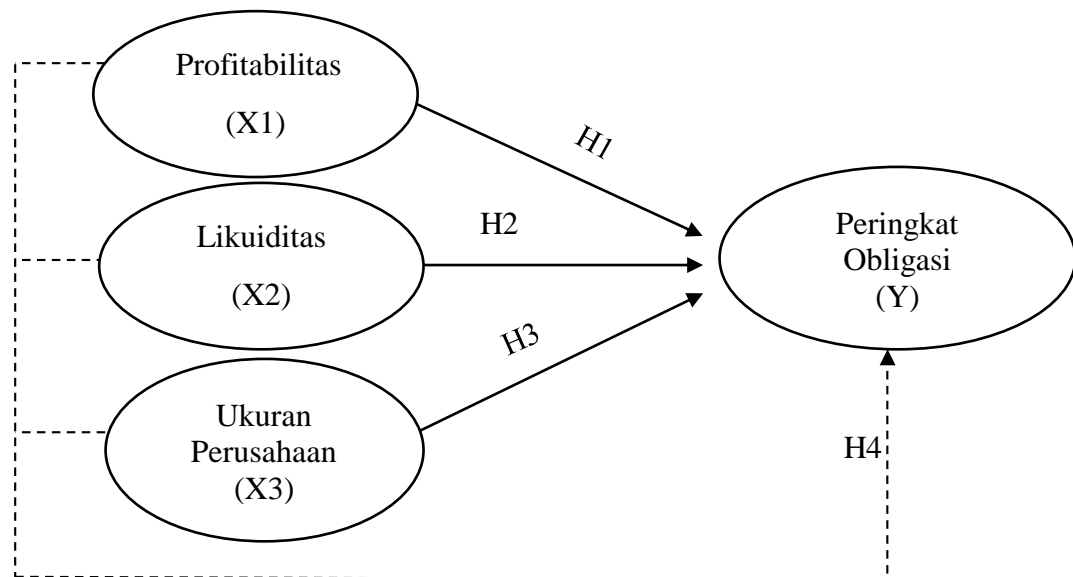 Profitabilitas
(X1)
H1
Likuiditas
(X2)
H2
Ukuran
Perusahaan
(X3)
H3
Peringkat
Obligasi
(Y)
H4